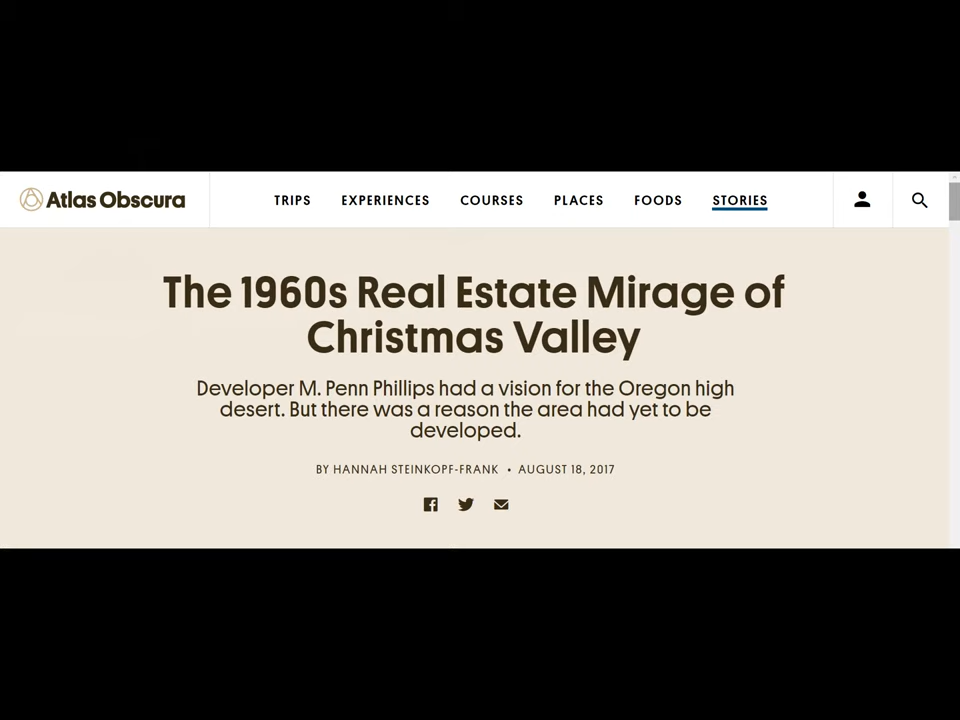 Atlas Obscura
TRIPS EXPERIENCES COURSES PLACES FOODS STORIES
The 1960s Real Estate Mirage of
Christmas Valley
Developer M. Penn Phillips had a vision for the Oregon high
desert. But there was a reason the area had yet to be
developed.
BY HANNAH STEINKOPF-FRANK • AUGUST 18, 2017